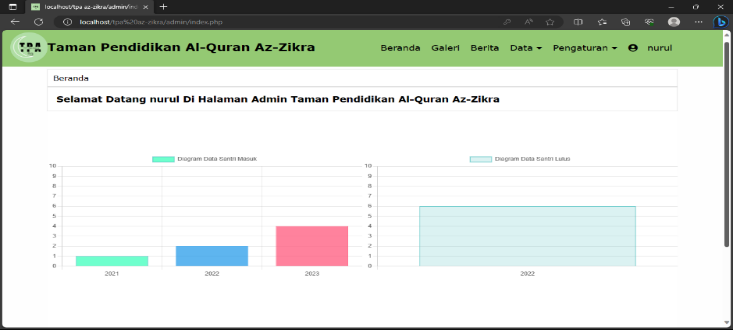 localhost/tpa az-zikra/admin/ind
localhost/tpa%20az-zikra/admin/index.php
TPA Taman Pendidikan Al-Quran Az-Zikra
Beranda Galeri Berita Data Pengaturan nurul
Beranda
Selamat Datang nurul Di Halaman Admin Taman Pendidikan Al-Quran Az-Zikra
Diagram Data Santri Masuk
10
9
8
7
6
5
4
3
2
1
0
2021 2022 2023
Diagram Data Santri Lulus
10
9
8
7
6
5
4
3
2
1
0
2022